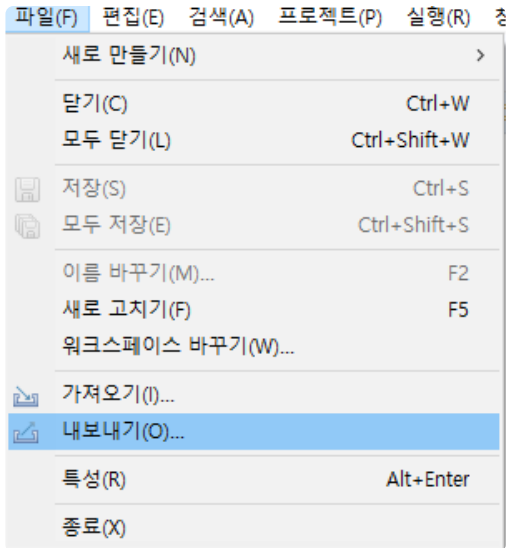 파일(F) 편집(E) 검색(A) 프로젝트(P) 실행(R)
새로 만들기(N) >
닫기(C) Ctrl+W
모두 닫기(L) Ctrl+Shift+W
저장(S) Ctrl+S
모두 저장(E) Ctrl+Shift+S
이름 바꾸기(M)... F2
새로 고치기(F) F5
워크스페이스 바꾸기(W)...
가져오기(I)...
내보내기(O)...
특성(R) Alt+Enter
종료(X)